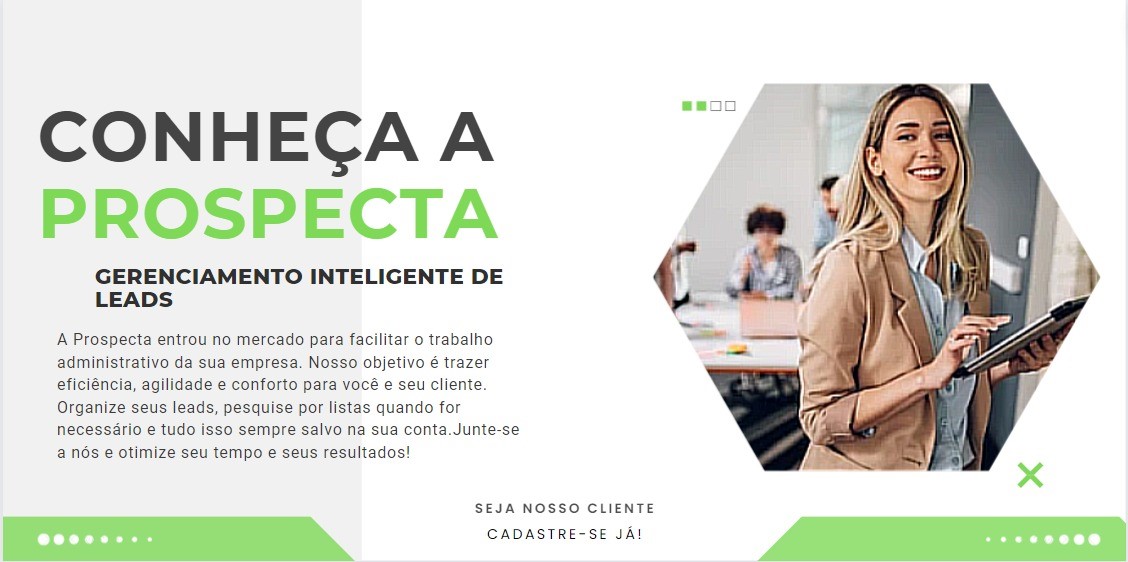 CONHEÇA A
PROSPECTA
GERENCIAMENTO INTELIGENTE DE
LEADS
A Prospecta entrou no mercado para facilitar o trabalho
administrativo da sua empresa. Nosso objetivo é trazer
eficiência, agilidade e conforto para você e seu cliente.
Organize seus leads, pesquise por listas quando for
necessário e tudo isso sempre salvo na sua conta.Junte-se
a nós e otimize seu tempo e seus resultados!
SEJA NOSSO CLIENTE
CADASTRE-SE JÁ!